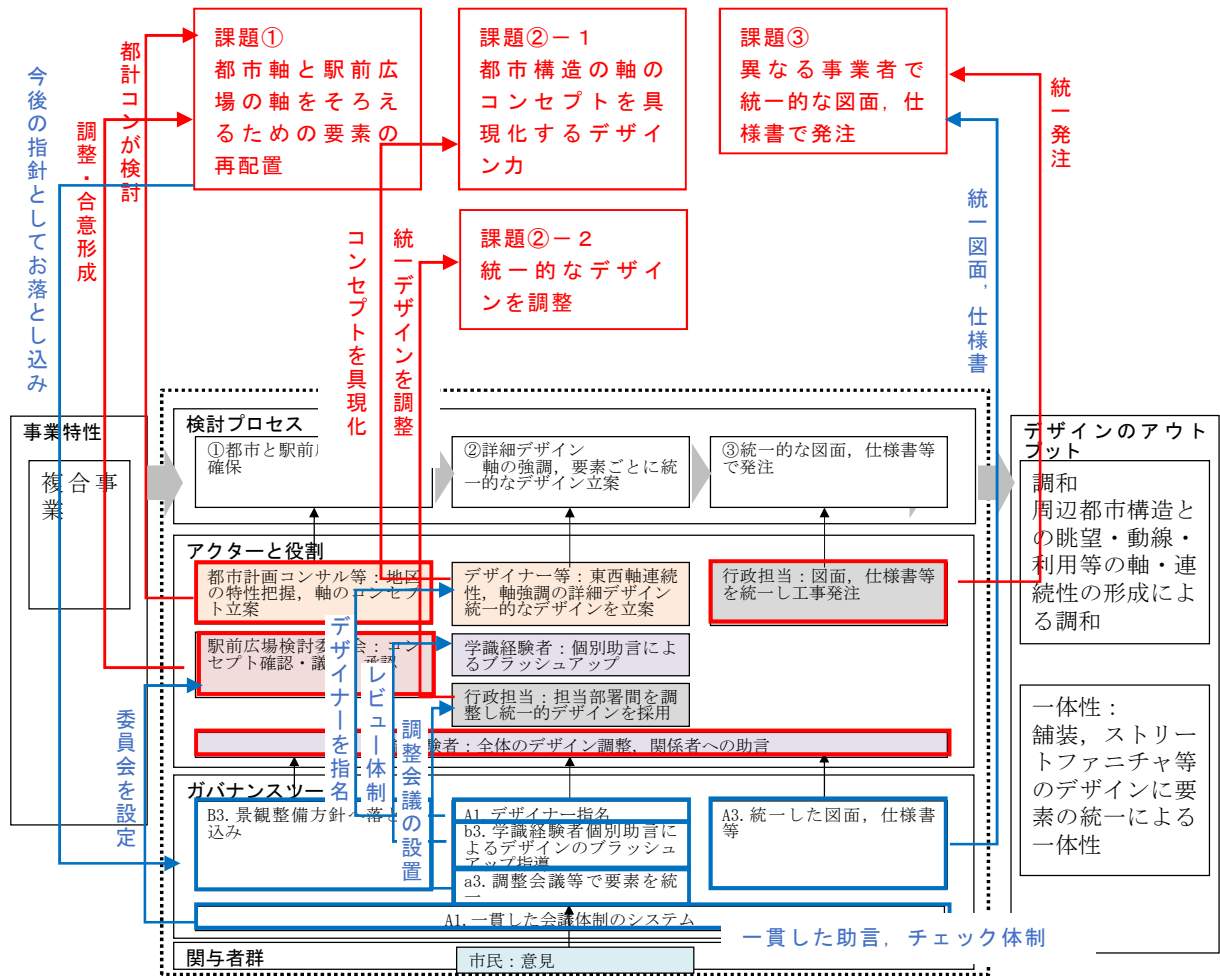 課題①
都市軸と駅前広
場の軸をそろえ
るための要素の
再配置
課題②－１
都市構造の軸の
コンセプトを具
現化するデザイ
ン力
課題③
異なる事業者で
統一的な図面，仕
様書で発注
課題②－２
統一的なデザイ
ンを調整
今後の指針としてお落とし込み
調整・合意形成
都計コンが検討
コンセプトを具現化
統一デザインを調整
統一図面，仕様書
統一発注
事業特性
複合事
業
検討プロセス
①都市と駅前
確保
②詳細デザイン
軸の強調，要素ごとに統
一的なデザイン立案
③統一的な図面，仕様書等
で発注
アクターと役割
都市計画コンサル等：地区
の特性把握，軸のコンセプ
ト立案
デザイナー等：東西軸連続
性，軸強調の詳細デザイン
統一的なデザインを立案
行政担当：図面，仕様書等
を統一し工事発注
駅前広場検討委 会：コン
セプト確認・議 承認
学識経験者：個別助言によ
るブラッシュアップ
行政担当：担当部署間を調
整し統一的デザインを採用
験者：全体のデザイン調整，関係者への助言
委員会を設定
デザイナーを指名
レビュー体制
調整会議の設置
ガバナンスツー
B3.景観整備方針へ落と
込み
A1.デザイナー指名
b3.学識経験者個別助言に
よるデザインのブラッシュ
アップ指導
a3.調整会議等で要素を統
一
A3.統一した図面，仕様書
等
A1.一貫した会議体制のシステム
一貫した助言，チェック体制
関与者群
市民：意見
デザインのアウト
プット
調和
周辺都市構造と
の眺望・動線・
利用等の軸・連
続性の形成によ
る調和
一体性：
舗装，ストリー
トファニチャ等
のデザインに要
素の統一による
一体性